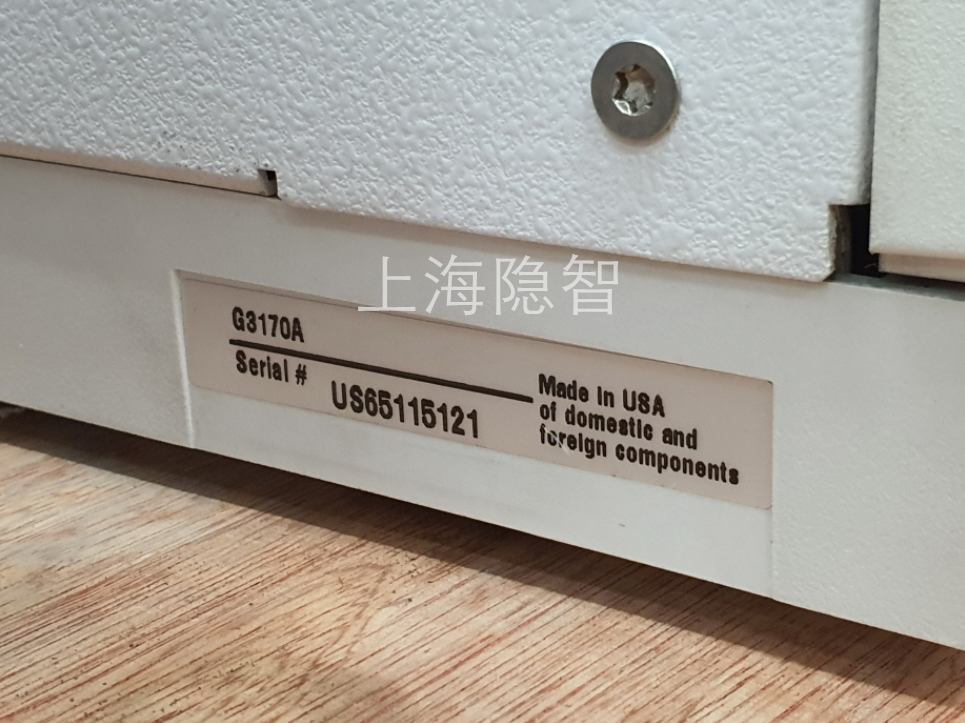 上海隐智
G3170A
Serial #
US65115121
Made in USA
of domestic and
foreign components